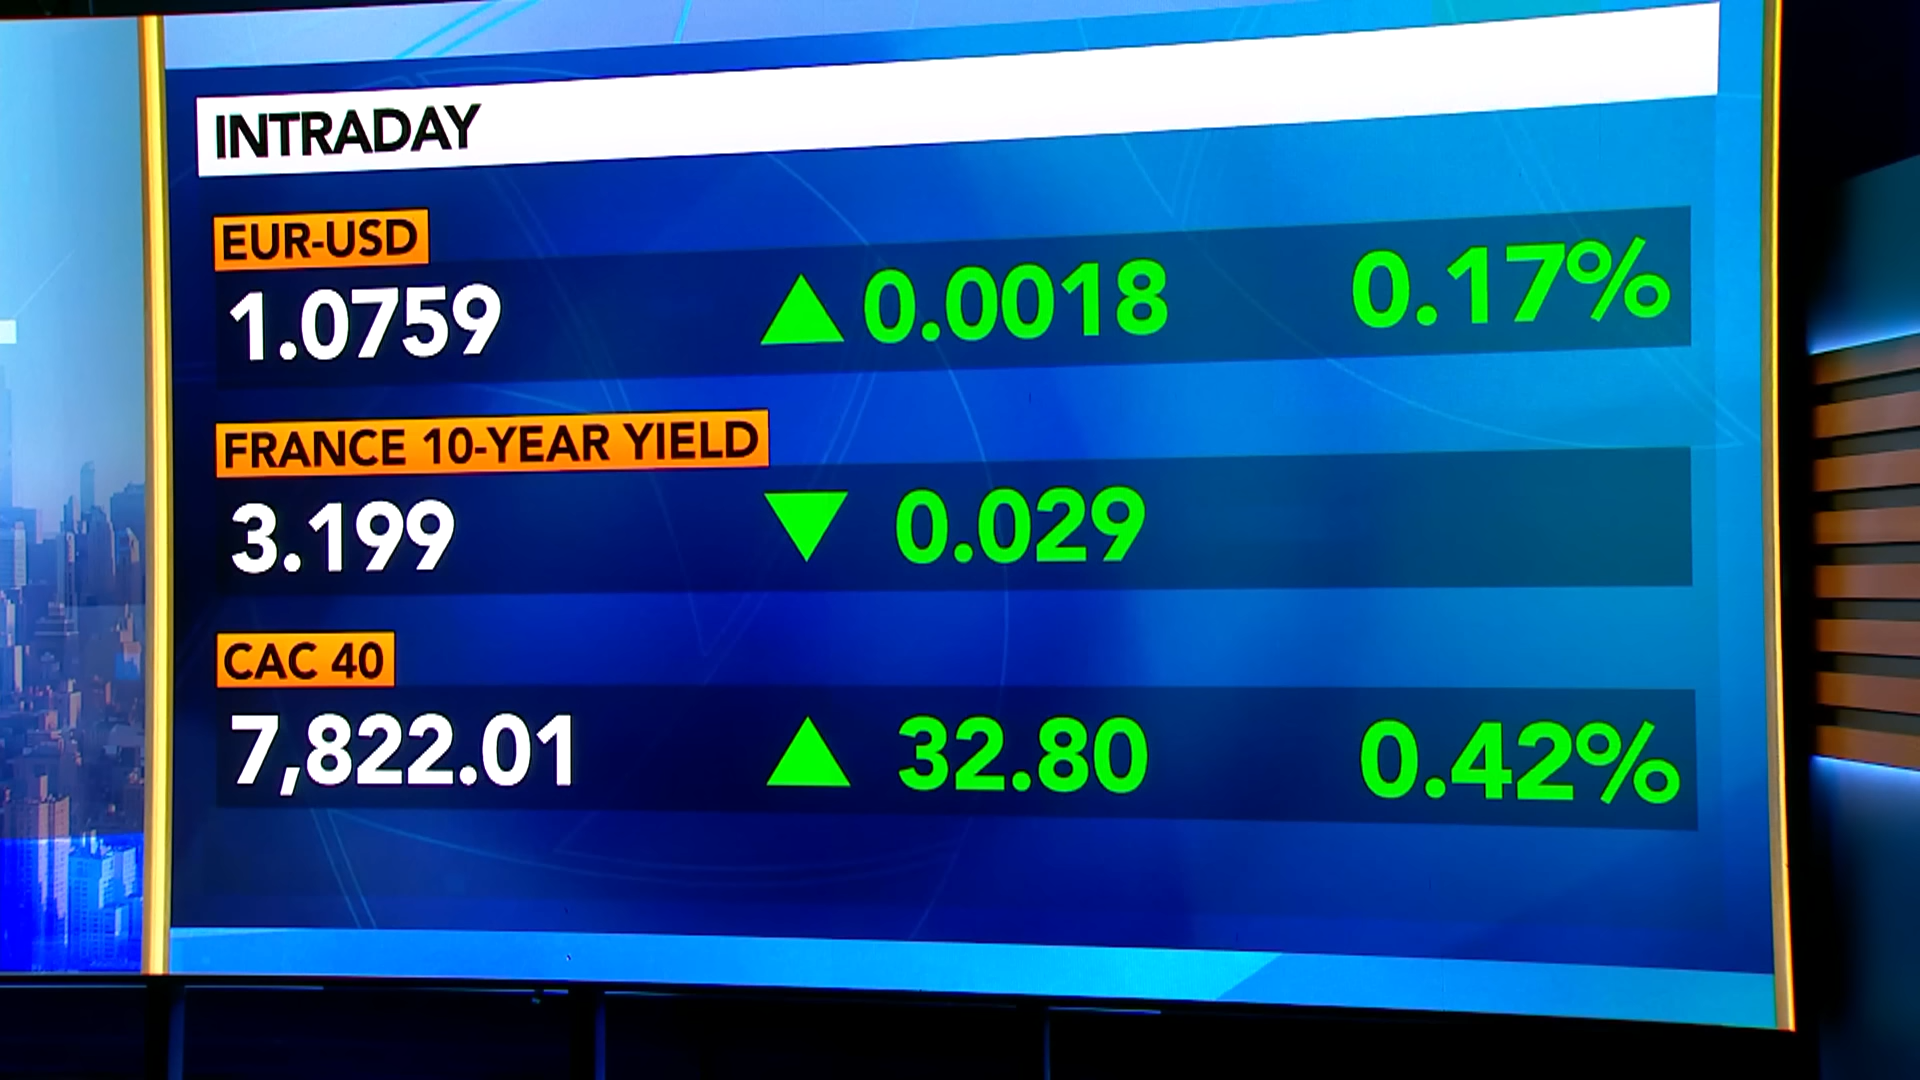 INTRADAY
EUR-USD
1.0759 ▲ 0.0018 0.17%
FRANCE 10-YEAR YIELD
3.199 ▼ 0.029
CAC 40
7,822.01 ▲ 32.80 0.42%